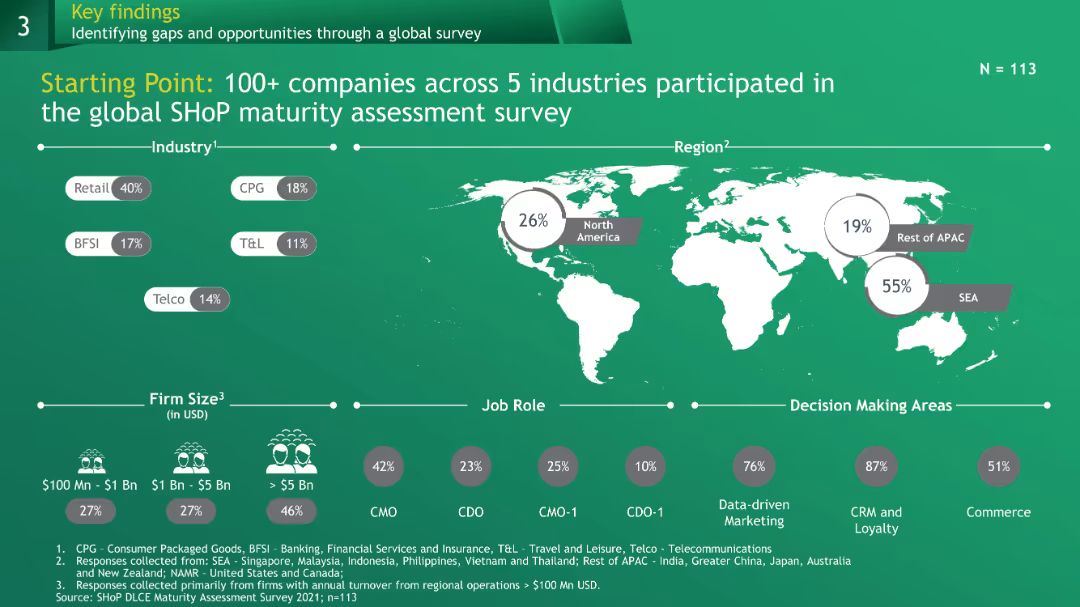 3
Key findings
Identifying gaps and opportunities through a global survey
N = 113
Starting Point: 100+ companies across 5 industries participated in
the global SHoP maturity assessment survey
Industry1
Retail 40%
CPG 18%
BFSI 17%
T&L 11%
Telco 14%
Region2
26%
North
America
19%
Rest of APAC
55%
SEA
Firm Size3
(in USD)
$100 Mn - $1 Bn
$1 Bn - $5 Bn
> $5 Bn
27%
27%
46%
Job Role
42%
23%
25%
10%
CMO
CDO
CMO-1
CDO-1
Decision Making Areas
76%
87%
51%
Data-driven
Marketing
CRM and
Loyalty
Commerce
1. CPG - Consumer Packaged Goods, BFSI - Banking, Financial Services and Insurance, T&L - Travel and Leisure, Telco - Telecommunications
2. Responses collected from: SEA - Singapore, Malaysia, Indonesia, Philippines, Vietnam and Thailand; Rest of APAC - India, Greater China, Japan, Australia
and New Zealand; NAMR - United States and Canada;
3. Responses collected primarily from firms with annual turnover from regional operations > $100 Mn USD.
Source: SHoP DLCE Maturity Assessment Survey 2021; n=113